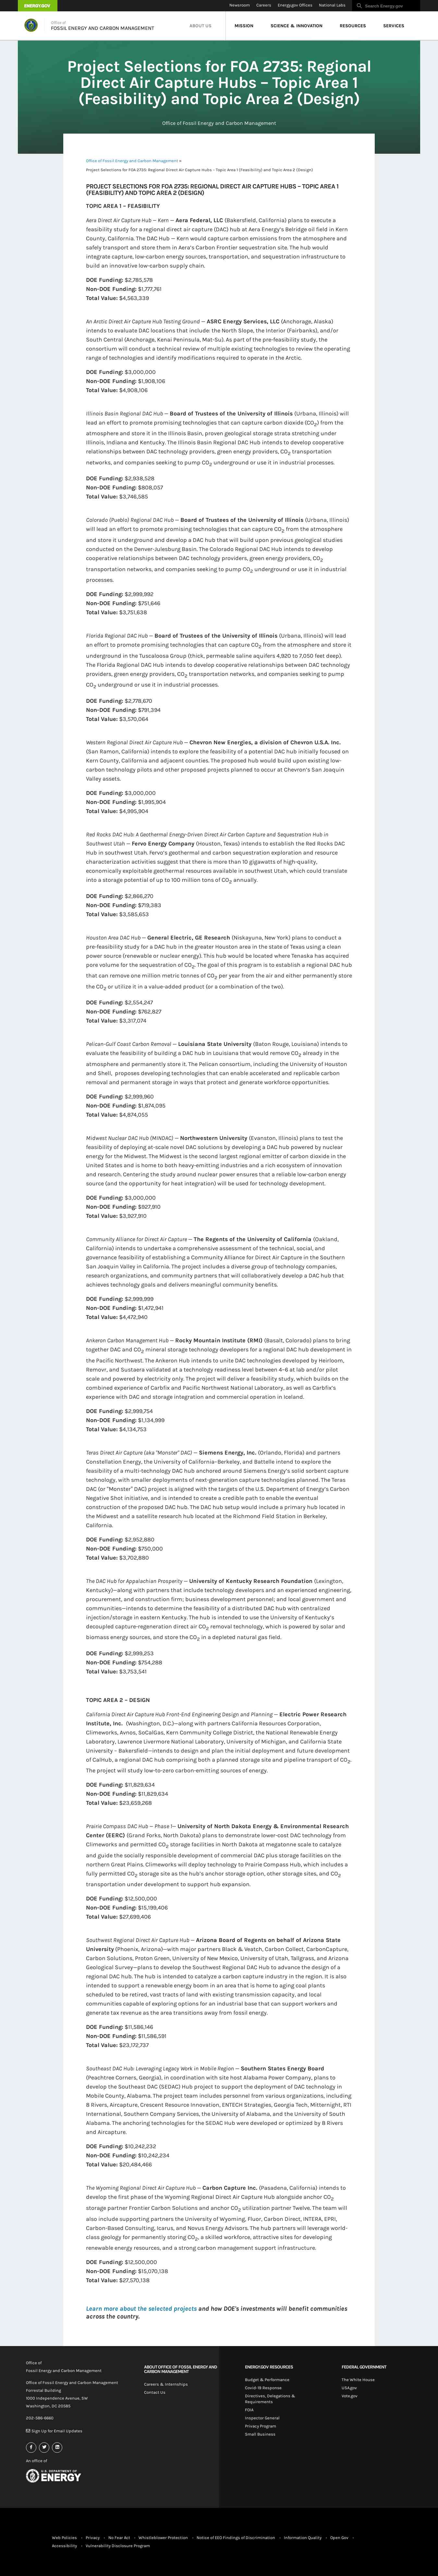 ENERGY.GOV
Newsroom
Careers
Energy.gov Offices
National Labs
Search Energy.gov
Office of
FOSSIL ENERGY AND CARBON MANAGEMENT
ABOUT US
MISSION
SCIENCE & INNOVATION
RESOURCES
SERVICES
Project Selections for FOA 2735: Regional
Direct Air Capture Hubs – Topic Area 1
(Feasibility) and Topic Area 2 (Design)
Office of Fossil Energy and Carbon Management
Office of Fossil Energy and Carbon Management »
Project Selections for FOA 2735: Regional Direct Air Capture Hubs – Topic Area 1 (Feasibility) and Topic Area 2 (Design)
PROJECT SELECTIONS FOR FOA 2735: REGIONAL DIRECT AIR CAPTURE HUBS – TOPIC AREA 1
(FEASIBILITY) AND TOPIC AREA 2 (DESIGN)
TOPIC AREA 1 – FEASIBILITY
Aera Direct Air Capture Hub — Kern — Aera Federal, LLC (Bakersfield, California) plans to execute a
feasibility study for a regional direct air capture (DAC) hub at Aera Energy's Belridge oil field in Kern
County, California. The DAC Hub — Kern would capture carbon emissions from the atmosphere and
safely transport and store them in Aera's Carbon Frontier sequestration site. The hub would
integrate capture, low-carbon energy sources, transportation, and sequestration infrastructure to
build an innovative low-carbon supply chain.
DOE Funding: $2,785,578
Non-DOE Funding: $1,777,761
Total Value: $4,563,339
An Arctic Direct Air Capture Hub Testing Ground — ASRC Energy Services, LLC (Anchorage, Alaska)
intends to evaluate DAC locations that include: the North Slope, the Interior (Fairbanks), and/or
South Central (Anchorage, Kenai Peninsula, Mat-Su). As part of the feasibility study, the
consortium will conduct a technical review of multiple existing technologies to review the operating
range of technologies and identify modifications required to operate in the Arctic.
DOE Funding: $3,000,000
Non-DOE Funding: $1,908,106
Total Value: $4,908,106
Illinois Basin Regional DAC Hub — Board of Trustees of the University of Illinois (Urbana, Illinois) will
lead an effort to promote promising technologies that can capture carbon dioxide (CO2) from the
atmosphere and store it in the Illinois Basin, proven geological storage strata stretching under
Illinois, Indiana and Kentucky. The Illinois Basin Regional DAC Hub intends to develop cooperative
relationships between DAC technology providers, green energy providers, CO2 transportation
networks, and companies seeking to pump CO2 underground or use it in industrial processes.
DOE Funding: $2,938,528
Non-DOE Funding: $808,057
Total Value: $3,746,585
Colorado (Pueblo) Regional DAC Hub — Board of Trustees of the University of Illinois (Urbana, Illinois)
will lead an effort to promote promising technologies that can capture CO2 from the atmosphere
and store it underground and develop a DAC hub that will build upon previous geological studies
conducted on the Denver-Julesburg Basin. The Colorado Regional DAC Hub intends to develop
cooperative relationships between DAC technology providers, green energy providers, CO2
transportation networks, and companies seeking to pump CO2 underground or use it in industrial
processes.
DOE Funding: $2,999,992
Non-DOE Funding: $751,646
Total Value: $3,751,638
Florida Regional DAC Hub — Board of Trustees of the University of Illinois (Urbana, Illinois) will lead
an effort to promote promising technologies that can capture CO2 from the atmosphere and store it
underground in the Tuscaloosa Group (thick, permeable saline aquifers 4,920 to 7,050 feet deep).
The Florida Regional DAC Hub intends to develop cooperative relationships between DAC technology
providers, green energy providers, CO2 transportation networks, and companies seeking to pump
CO2 underground or use it in industrial processes.
DOE Funding: $2,778,670
Non-DOE Funding: $791,394
Total Value: $3,570,064
Western Regional Direct Air Capture Hub — Chevron New Energies, a division of Chevron U.S.A. Inc.
(San Ramon, California) intends to explore the feasibility of a potential DAC hub initially focused on
Kern County, California and adjacent counties. The proposed hub would build upon existing low-
carbon technology pilots and other proposed projects planned to occur at Chevron's San Joaquin
Valley assets.
DOE Funding: $3,000,000
Non-DOE Funding: $1,995,904
Total Value: $4,995,904
Red Rocks DAC Hub: A Geothermal Energy-Driven Direct Air Carbon Capture and Sequestration Hub in
Southwest Utah — Fervo Energy Company (Houston, Texas) intends to establish the Red Rocks DAC
Hub in southwest Utah. Fervo's geothermal and sequestration exploration and resource
characterization activities suggest that there is more than 10 gigawatts of high-quality,
economically exploitable geothermal resources available in southwest Utah, which could translate
into a storage potential of up to 100 million tons of CO2 annually.
DOE Funding: $2,866,270
Non-DOE Funding: $719,383
Total Value: $3,585,653
Houston Area DAC Hub — General Electric, GE Research (Niskayuna, New York) plans to conduct a
pre-feasibility study for a DAC hub in the greater Houston area in the state of Texas using a clean
power source (renewable or nuclear energy). This hub would be located where Tenaska has acquired
pore volume for the sequestration of CO2. The goal of this program is to establish a regional DAC hub
that can remove one million metric tonnes of CO2 per year from the air and either permanently store
the CO2 or utilize it in a value-added product (or a combination of the two).
DOE Funding: $2,554,247
Non-DOE Funding: $762,827
Total Value: $3,317,074
Pelican-Gulf Coast Carbon Removal — Louisiana State University (Baton Rouge, Louisiana) intends to
evaluate the feasibility of building a DAC hub in Louisiana that would remove CO2 already in the
atmosphere and permanently store it. The Pelican consortium, including the University of Houston
and Shell, proposes technologies that can enable accelerated and responsible deployment of carbon
removal and permanent storage in ways that protect and generate workforce opportunities.
DOE Funding: $2,999,960
Non-DOE Funding: $1,874,095
Total Value: $4,874,055
Midwest Nuclear DAC Hub (MINDAC) — Northwestern University (Evanston, Illinois) plans to test the
feasibility of deploying at-scale novel DAC solutions by developing a DAC hub powered by nuclear
energy for the Midwest. The Midwest is the second largest regional emitter of carbon dioxide in the
United States and is home to both heavy-emitting industries and a rich ecosystem of innovation
and research. Centering the feasibility study around where there is nuclear energy as a power
source (and the opportunity for heat integration) will be used for technology development.
DOE Funding: $3,000,000
Non-DOE Funding: $927,910
Total Value: $3,927,910
Community Alliance for Direct Air Capture — The Regents of the University of California (Oakland,
California) intends to undertake a comprehensive assessment of the technical, social, and
governance feasibility of establishing a Community Alliance for Direct Air Capture in the Southern
San Joaquin Valley in California. The project includes a diverse group of technology companies,
research organizations, and community partners that will collaboratively develop a DAC hub that
achieves technology goals and delivers meaningful community benefits.
DOE Funding: $2,999,999
Non-DOE Funding: $1,472,941
Total Value: $4,472,940
Ankeron Carbon Management Hub — Rocky Mountain Institute (RMI) (Basalt, Colorado) plans to bring
together DAC and CO2 mineral storage technology developers for a regional DAC hub development in
the Pacific Northwest. The Ankeron Hub intends to unite DAC technologies developed by Heirloom,
Removr, and Sustaera validated at a technology readiness level between 4-6 at lab and/or pilot
scale and powered by electricity only. The project will deliver a feasibility study, which builds on the
combined experience of Carbfix and Pacific Northwest National Laboratory, as well as Carbfix's
experience with DAC and storage integration and commercial operation in Iceland.
DOE Funding: $2,999,754
Non-DOE Funding: $1,134,999
Total Value: $4,134,753
Teras Direct Air Capture (aka "Monster" DAC) — Siemens Energy, Inc. (Orlando, Florida) and partners
Constellation Energy, the University of California–Berkeley, and Battelle intend to explore the
feasibility of a multi-technology DAC hub anchored around Siemens Energy's solid sorbent capture
technology, with smaller deployments of next-generation capture technologies planned. The Teras
DAC (or "Monster" DAC) project is aligned with the targets of the U.S. Department of Energy's Carbon
Negative Shot initiative, and is intended to create a scalable path to enable the eventual
construction of the proposed DAC hub. The DAC hub setup would have a primary hub located in
the Midwest and a satellite research hub located at the Richmond Field Station in Berkeley,
California.
DOE Funding: $2,952,880
Non-DOE Funding: $750,000
Total Value: $3,702,880
The DAC Hub for Appalachian Prosperity — University of Kentucky Research Foundation (Lexington,
Kentucky)—along with partners that include technology developed and an experienced engineering,
procurement, and construction firm; business development personnel; and local government and
communities—intends to determine the feasibility of a distributed DAC hub with centralized
injection/storage in eastern Kentucky. The hub is intended to use the University of Kentucky's
decoupled capture-regeneration direct air CO2 removal technology, which is powered by solar and
biomass energy sources, and store the CO2 in a depleted natural gas field.
DOE Funding: $2,999,253
Non-DOE Funding: $754,288
Total Value: $3,753,541
TOPIC AREA 2 – DESIGN
California Direct Air Capture Hub Front-End Engineering Design and Planning — Electric Power Research
Institute, Inc. (Washington, D.C.)—along with partners California Resources Corporation,
Climeworks, Avnos, SoCalGas, Kern Community College District, the National Renewable Energy
Laboratory, Lawrence Livermore National Laboratory, University of Michigan, and California State
University – Bakersfield—intends to design and plan the initial deployment and future development
of CalHub, a regional DAC hub comprising a shared energy park and pipeline transport of CO2.
The project will study low-to-zero carbon-emitting sources of energy.
DOE Funding: $11,829,634
Non-DOE Funding: $11,829,634
Total Value: $23,659,268
Prairie Compass DAC Hub — Phase 1— University of North Dakota Energy & Environmental Research
Center (EERC) (Grand Forks, North Dakota) plans to demonstrate lower-cost DAC technology from
Climeworks and permitted CO2 storage facilities in North Dakota at megatonne scale to catalyze
and guide the socially responsible development of commercial DAC plus storage facilities on the
northern Great Plains. Climeworks will deploy technology to Prairie Compass Hub, which includes a
fully permitted CO2 storage site as the hub's anchor storage option, other storage sites, and CO2
transportation under development to support hub expansion.
DOE Funding: $12,500,000
Non-DOE Funding: $15,199,406
Total Value: $27,699,406
Southwest Regional Direct Air Capture Hub — Arizona Board of Regents on behalf of Arizona State
University (Phoenix, Arizona)—with major partners Black & Veatch, Carbon Collect, CarbonCapture,
Carbon Solutions, Proton Green, University of New Mexico, University of Utah, Tallgrass, and Arizona
Geological Survey—plans to develop the Southwest Regional DAC Hub to advance the design of a
regional DAC hub. The hub is intended to catalyze a carbon capture industry in the region. It is also
intended to support a renewable energy boom in an area that is home to aging coal plants
scheduled to be retired, vast tracts of land with existing transmission capacity, and local
communities capable of exploring options for an industrial base that can support workers and
generate tax revenue as the extractive industries sway away from fossil energy.
DOE Funding: $11,586,146
Non-DOE Funding: $11,586,591
Total Value: $23,172,737
Southeast DAC Hub: Leveraging Legacy Work in Mobile Region — Southern States Energy Board
(Peachtree Corners, Georgia), in coordination with site host Alabama Power Company, plans to
develop the Southeast DAC (SEDAC) Hub project to support the deployment of DAC technology in
Mobile County, Alabama. The project team includes personnel from various organizations, including
8 Rivers, Aircapture, Crescent Resource Innovation, ENTECH Strategies, Georgia Tech, Mitternight, RTI
International, Southern Company Services, the University of Alabama, and the University of South
Alabama. The anchoring technologies for the SEDAC Hub were developed or optimized by 8 Rivers
and Aircapture.
DOE Funding: $10,242,232
Non-DOE Funding: $10,242,234
Total Value: $20,484,466
The Wyoming Regional Direct Air Capture Hub — Carbon Capture Inc. (Pasadena, California) intends to
develop the first phase of the Wyoming Regional Direct Air Capture Hub alongside anchor CO2
storage partner Frontier Carbon Solutions and anchor CO2 utilization partner Twelve. The team will
also include supporting partners the University of Wyoming, Fluor, Carbon Direct, INTERA, EPRI,
Carbon-Based Consulting, Icarus, and Novus Energy Advisors. The hub partners will leverage world-
class geology for permanently storing CO2, a skilled workforce, attractive sites for developing
renewable energy resources, and a strong carbon management support infrastructure.
DOE Funding: $12,500,000
Non-DOE Funding: $15,070,138
Total Value: $27,570,138
Learn more about the selected projects and how DOE's investments will benefit communities
across the country.
Office of
Fossil Energy and Carbon Management
Office of Fossil Energy and Carbon Management
Forrestal Building
1000 Independence Avenue, SW
Washington, DC 20585
202-586-6660
Sign Up for Email Updates
An office of
U.S. DEPARTMENT OF
ENERGY
ABOUT OFFICE OF FOSSIL ENERGY AND
CARBON MANAGEMENT
Careers & Internships
Contact Us
ENERGY.GOV RESOURCES
Budget & Performance
Covid-19 Response
Directives, Delegations &
Requirements
FOIA
Inspector General
Privacy Program
Small Business
FEDERAL GOVERNMENT
The White House
USA.gov
Vote.gov
Web Policies • Privacy • No Fear Act • Whistleblower Protection • Notice of EEO Findings of Discrimination • Information Quality • Open Gov •
Accessibility • Vulnerability Disclosure Program